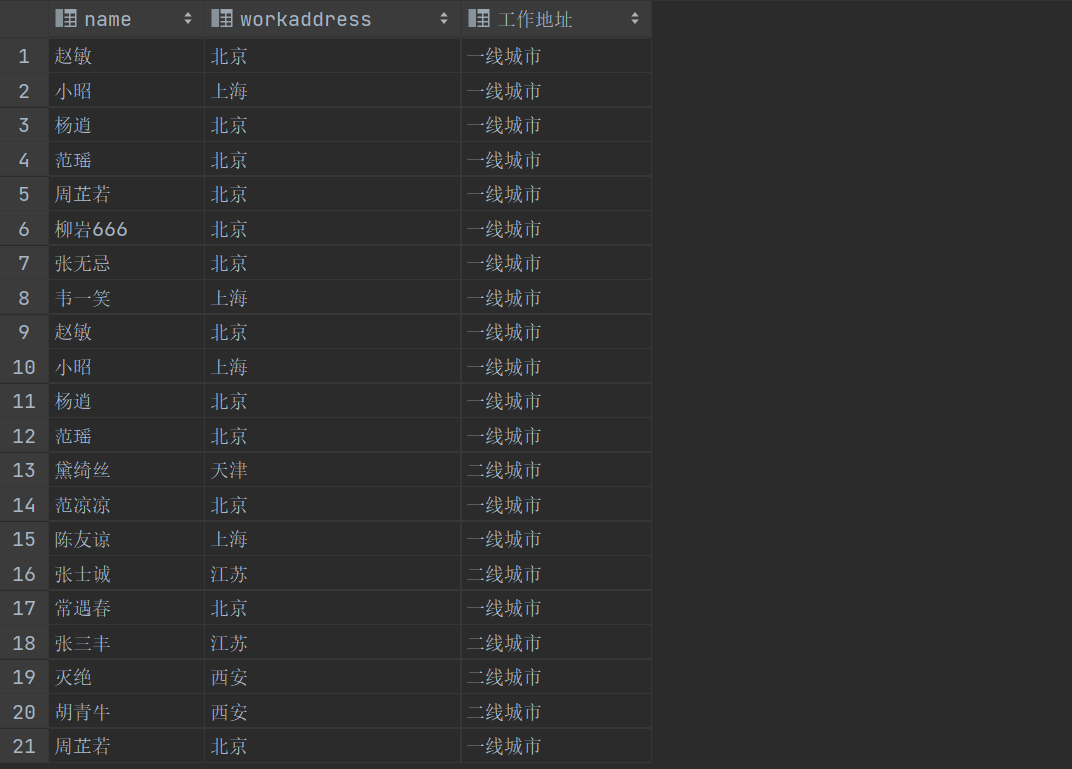 name workaddress 工作地址
1 赵敏 北京 一线城市
2 小昭 上海 一线城市
3 杨逍 北京 一线城市
4 范瑶 北京 一线城市
5 周芷若 北京 一线城市
6 柳岩666 北京 一线城市
7 张无忌 北京 一线城市
8 韦一笑 上海 一线城市
9 赵敏 北京 一线城市
10 小昭 上海 一线城市
11 杨逍 北京 一线城市
12 范瑶 北京 一线城市
13 黛绮丝 天津 二线城市
14 范凉凉 北京 一线城市
15 陈友谅 上海 一线城市
16 张士诚 江苏 二线城市
17 常遇春 北京 一线城市
18 张三丰 江苏 二线城市
19 灭绝 西安 二线城市
20 胡青牛 西安 二线城市
21 周芷若 北京 一线城市